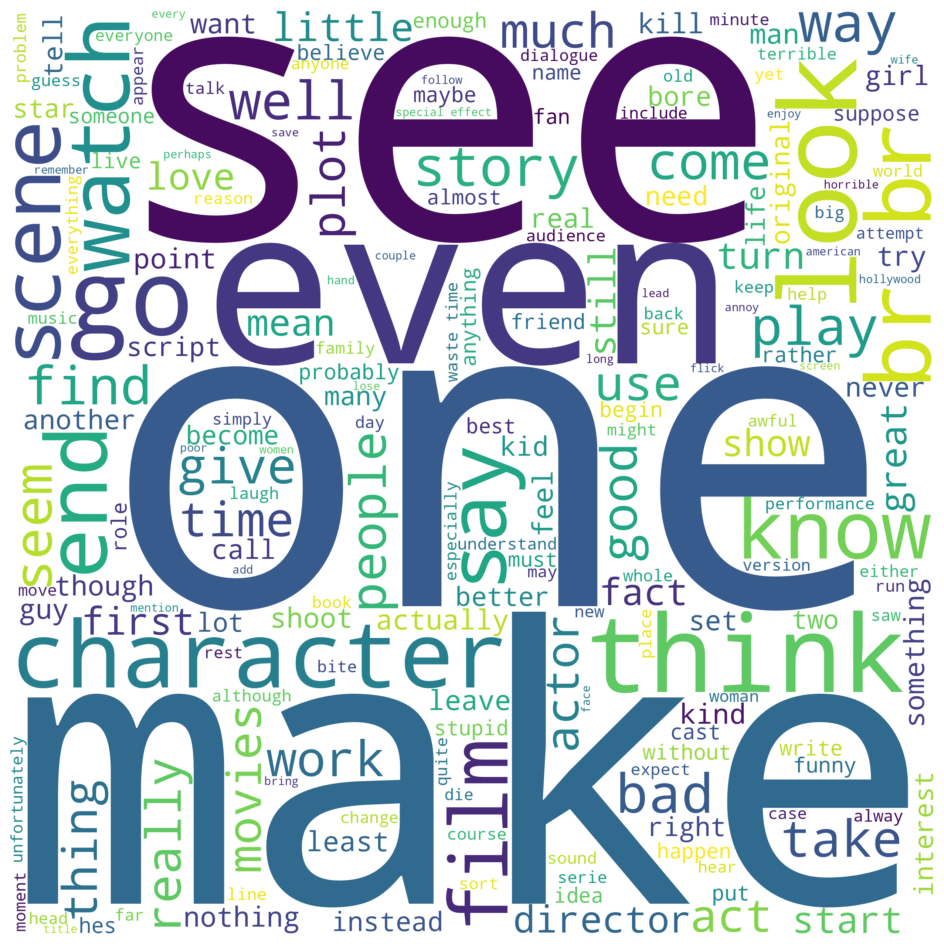 see
even
one
make
problem
every
everyone
want
little
enough
much
kill
minute
way
tell
believe
dialogue
man
terrible
wife
guess
appear
anyone
name
yet
girl
star
someone
talk
well
follow
maybe
special effect
fan
old
bore
include
enjoy
suppose
watch
save
scene
live
perhaps
love
plot
story
come
original
look
world
br br
remember
reason
almost
real
need
life
horrible
big
attempt
everything
audience
american
try
go
point
couple
turn
hollywood
music
hand
mean
lead
keep
help
script
family
waste time
anything
friend
still
back
sure
annoy
play
rather
long
flick
screen
find
probably
lose
many
use
begin
never
another
simply
day
best
might
awful
great
become
poor
women
people
say
kid
good
show
send
give
laugh
especially
feel
know
performance
seem
end
role
time
call
understand
must
version
add
may
whole
either
move
though
book
better
fact
run
guy
mention
first
lot
shoot
actually
new
place
set
two
saw
something
character
rest
bite
actor
think
although
leave
face
woman
kind
stupid
cast
without
write
funny
movies
work
quite
bring
film
expect
bad
right
case
alway
take
thing
really
change
least
die
course
happen
hear
interest
moment unfortunately
sound
serie
sort
idea
put
head
title
hes
far
line
nothing
instead
director
act
start